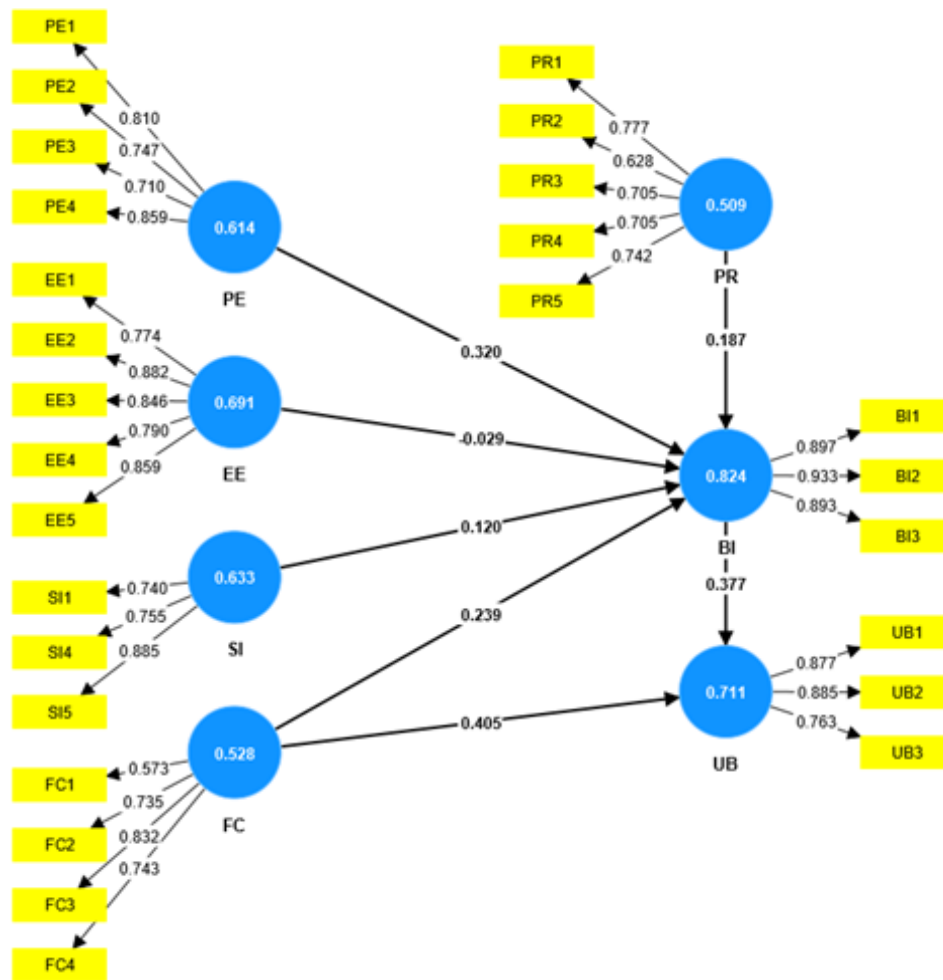 PE1
PE2
PE3
PE4
0.810
0.747
0.710
0.859
0.614
PE
EE1
EE2
EE3
EE4
EE5
0.774
0.882
0.846
0.790
0.859
0.691
EE
SI1
SI4
SI5
0.740
0.755
0.885
0.633
SI
FC1
FC2
FC3
FC4
0.573
0.735
0.832
0.743
0.528
FC
PR1
PR2
PR3
PR4
PR5
0.777
0.628
0.705
0.705
0.742
0.509
PR
0.320
-0.029
0.120
0.239
0.405
0.187
0.824
BI
0.377
0.897
0.933
0.893
BI1
BI2
BI3
0.711
UB
0.877
0.885
0.763
UB1
UB2
UB3